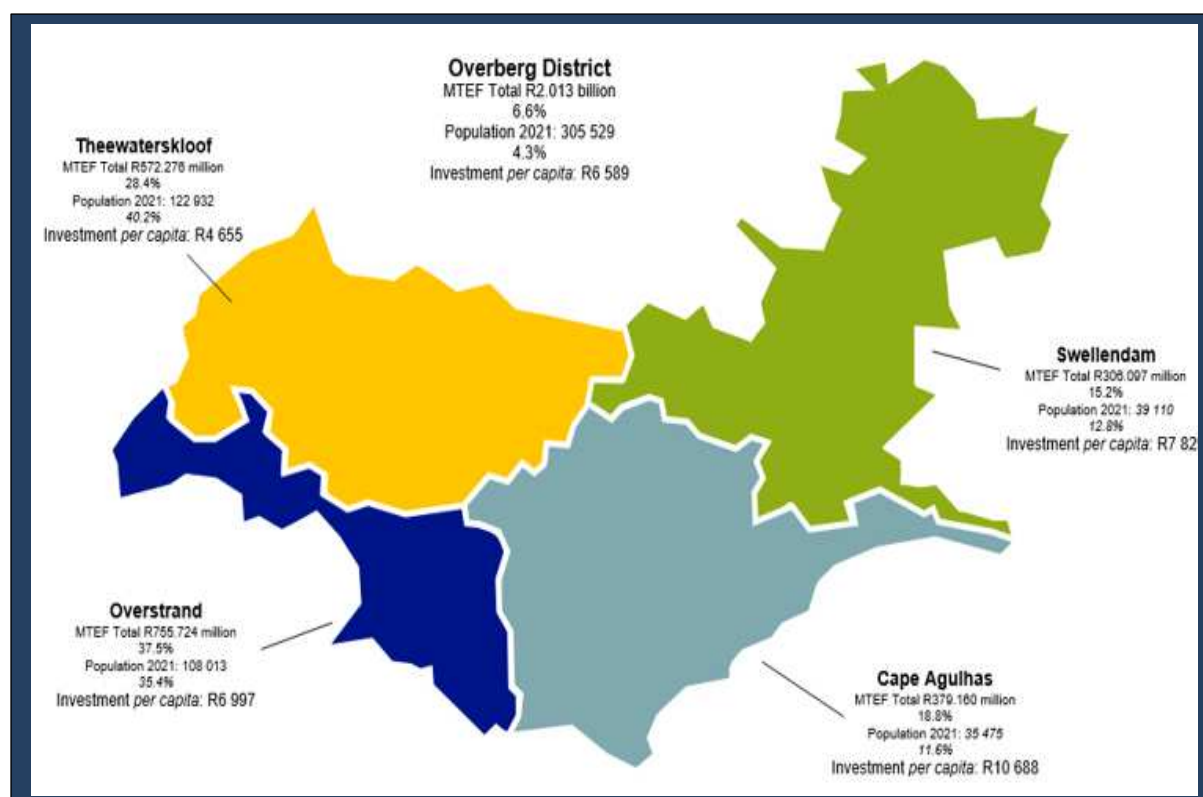 Overberg District
MTEF Total R2.013 billion
6.6%
Population 2021: 305 529
4.3%
Investment per capita: R6 589
Theewaterskloof
MTEF Total R572.276 million
28.4%
Population 2021: 122 932
40.2%
Investment per capita: R4 655
Swellendam
MTEF Total R306.097 million
15.2%
Population 2021: 39 110
12.8%
Investment per capita: R7 82
Overstrand
MTEF Total R755.724 million
37.5%
Population 2021: 108 013
35.4%
Investment per capita: R6 997
Cape Agulhas
MTEF Total R379.160 million
18.8%
Population 2021: 35 475
11.6%
Investment per capita: R10 688